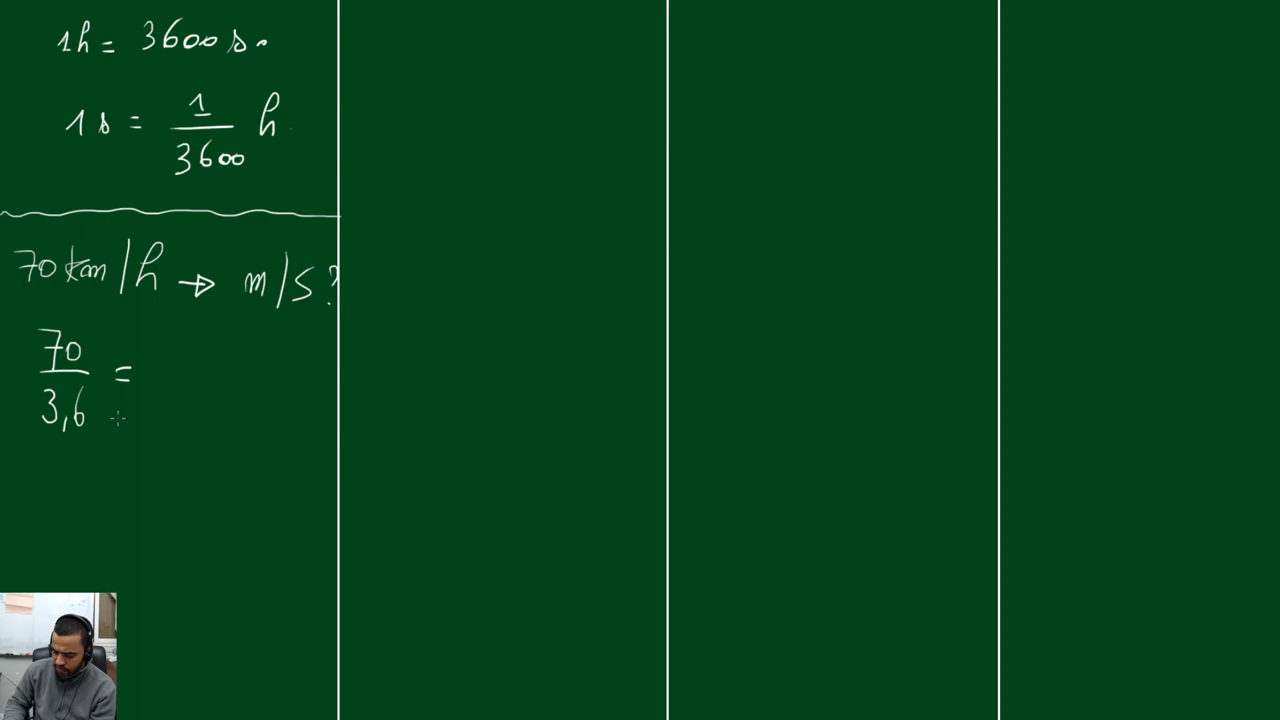 1h = 3600 s.
1 s = 1/3600 h
70 km/h → m/s ?
70/3,6 =